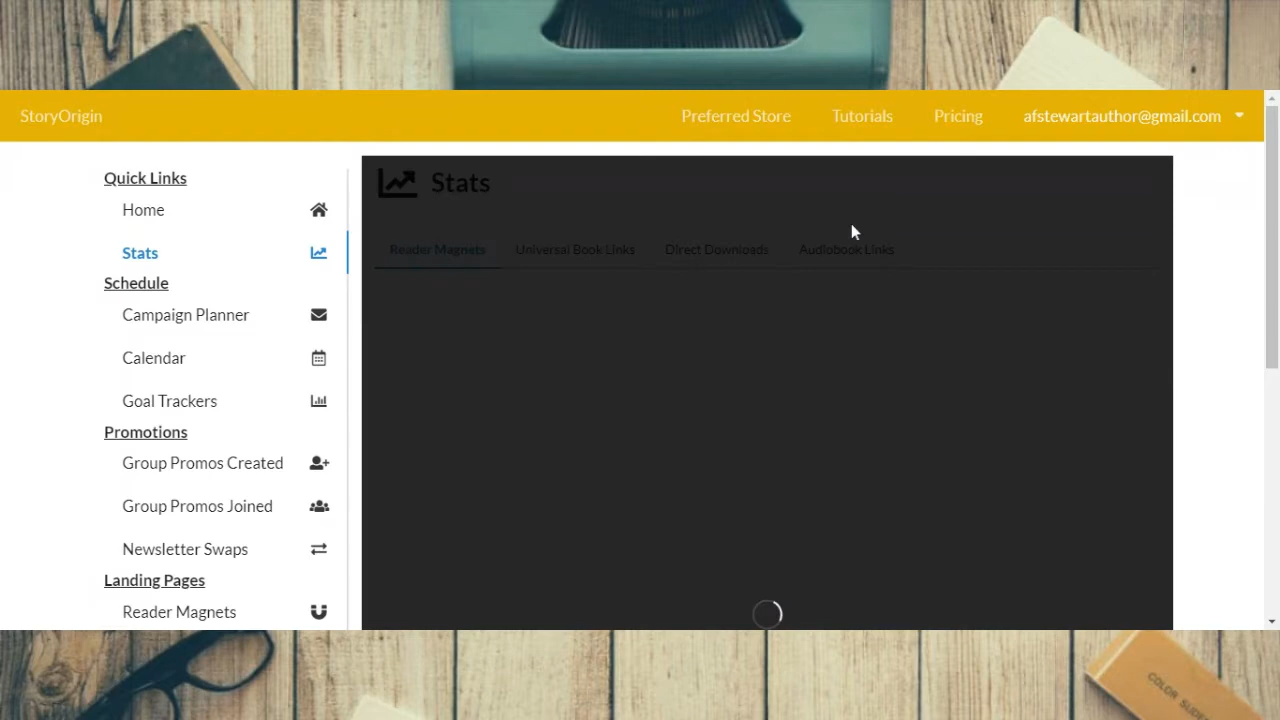 StoryOrigin
Preferred Store
Tutorials
Pricing
afstewartauthor@gmail.com
Quick Links
Home
Stats
Schedule
Campaign Planner
Calendar
Goal Trackers
Promotions
Group Promos Created
Group Promos Joined
Newsletter Swaps
Landing Pages
Reader Magnets
Stats
Reader Magnets
Universal Book Links
Direct Downloads
Audiobook Links
COLOR